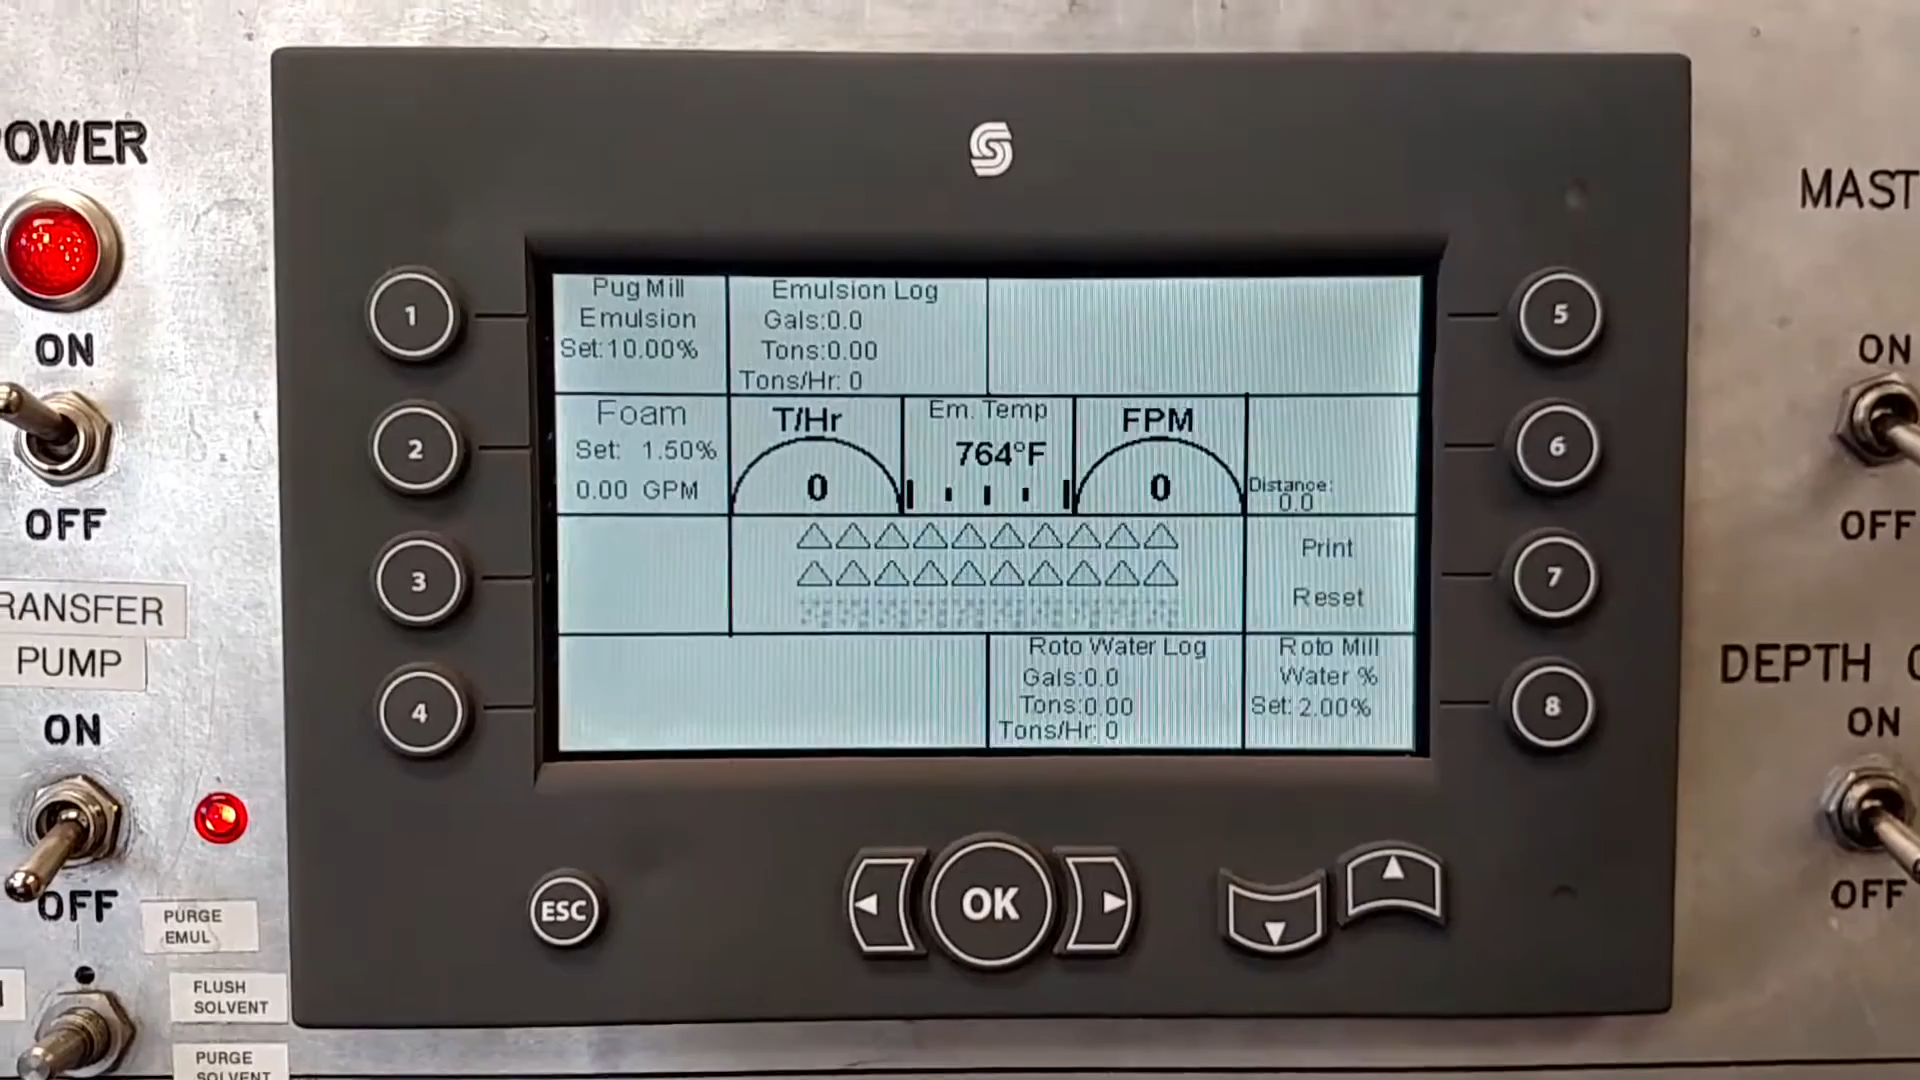 POWER
ON
OFF
TRANSFER
PUMP
ON
OFF
PURGE
EMUL
FLUSH
SOLVENT
PURGE
SOLVENT
1
2
3
4
Pug Mill
Emulsion
Set:10.00%
Emulsion Log
Gals:0.0
Tons:0.00
Tons/Hr: 0
Foam
Set: 1.50%
0.00 GPM
T/Hr
0
Em. Temp
764°F
FPM
0
Distance:
0.0
Print
Reset
Roto Water Log
Gals:0.0
Tons:0.00
Tons/Hr: 0
Roto Mill
Water %
Set: 2.00%
5
6
7
8
ESC
OK
MAST
ON
OFF
DEPTH
ON
OFF